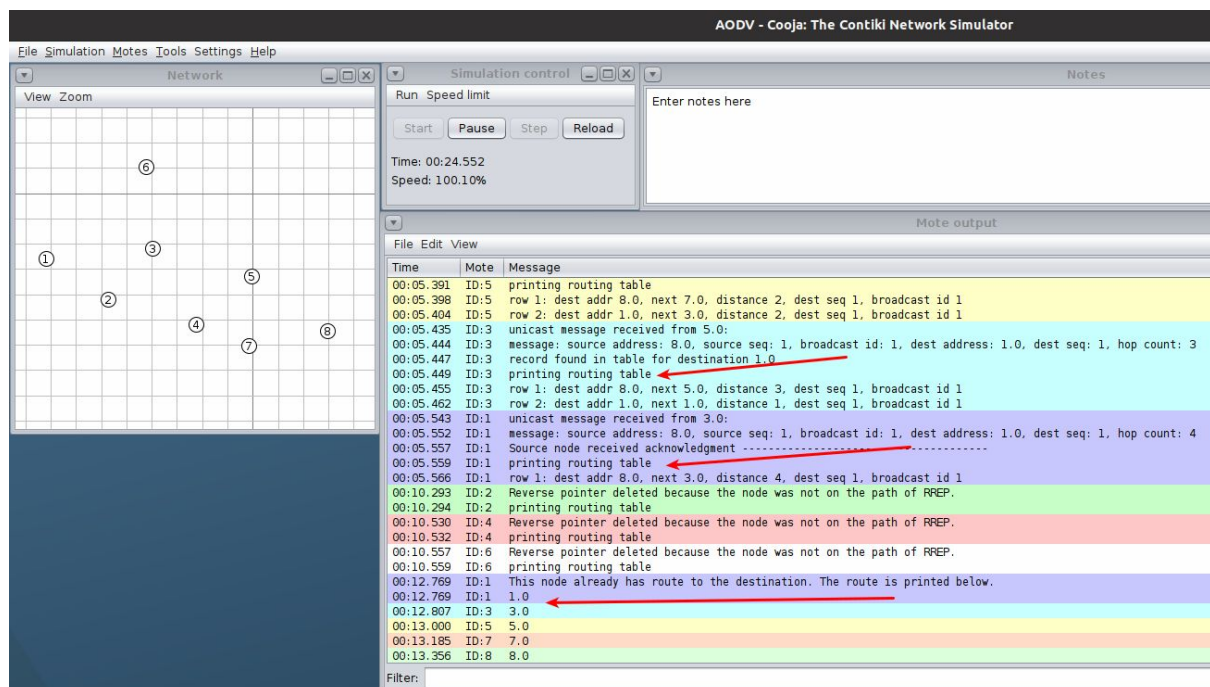 AODV - Cooja: The Contiki Network Simulator
File Simulation Motes Tools Settings Help
Network
View Zoom
6
3
1
5
2
4
8
7
Simulation control
Run Speed limit
Start Pause Step Reload
Time: 00:24.552
Speed: 100.10%
Notes
Enter notes here
Mote output
File Edit View
Time Mote Message
00:05.391 ID:5 printing routing table
00:05.398 ID:5 row 1: dest addr 8.0, next 7.0, distance 2, dest seq 1, broadcast id 1
00:05.404 ID:5 row 2: dest addr 1.0, next 3.0, distance 2, dest seq 1, broadcast id 1
00:05.435 ID:3 unicast message received from 5.0:
00:05.444 ID:3 message: source address: 8.0, source seq: 1, broadcast id: 1, dest address: 1.0, dest seq: 1, hop count: 3
00:05.447 ID:3 record found in table for destination 1.0
00:05.449 ID:3 printing routing table
00:05.455 ID:3 row 1: dest addr 8.0, next 5.0, distance 3, dest seq 1, broadcast id 1
00:05.462 ID:3 row 2: dest addr 1.0, next 1.0, distance 1, dest seq 1, broadcast id 1
00:05.543 ID:1 unicast message received from 3.0:
00:05.552 ID:1 message: source address: 8.0, source seq: 1, broadcast id: 1, dest address: 1.0, dest seq: 1, hop count: 4
00:05.557 ID:1 Source node received acknowledgment -----------------------------------
00:05.559 ID:1 printing routing table
00:05.566 ID:1 row 1: dest addr 8.0, next 3.0, distance 4, dest seq 1, broadcast id 1
00:10.293 ID:2 Reverse pointer deleted because the node was not on the path of RREP.
00:10.294 ID:2 printing routing table
00:10.530 ID:4 Reverse pointer deleted because the node was not on the path of RREP.
00:10.532 ID:4 printing routing table
00:10.557 ID:6 Reverse pointer deleted because the node was not on the path of RREP.
00:10.559 ID:6 printing routing table
00:12.769 ID:1 This node already has route to the destination. The route is printed below.
00:12.769 ID:1 1.0
00:12.807 ID:3 3.0
00:13.000 ID:5 5.0
00:13.185 ID:7 7.0
00:13.356 ID:8 8.0
Filter: